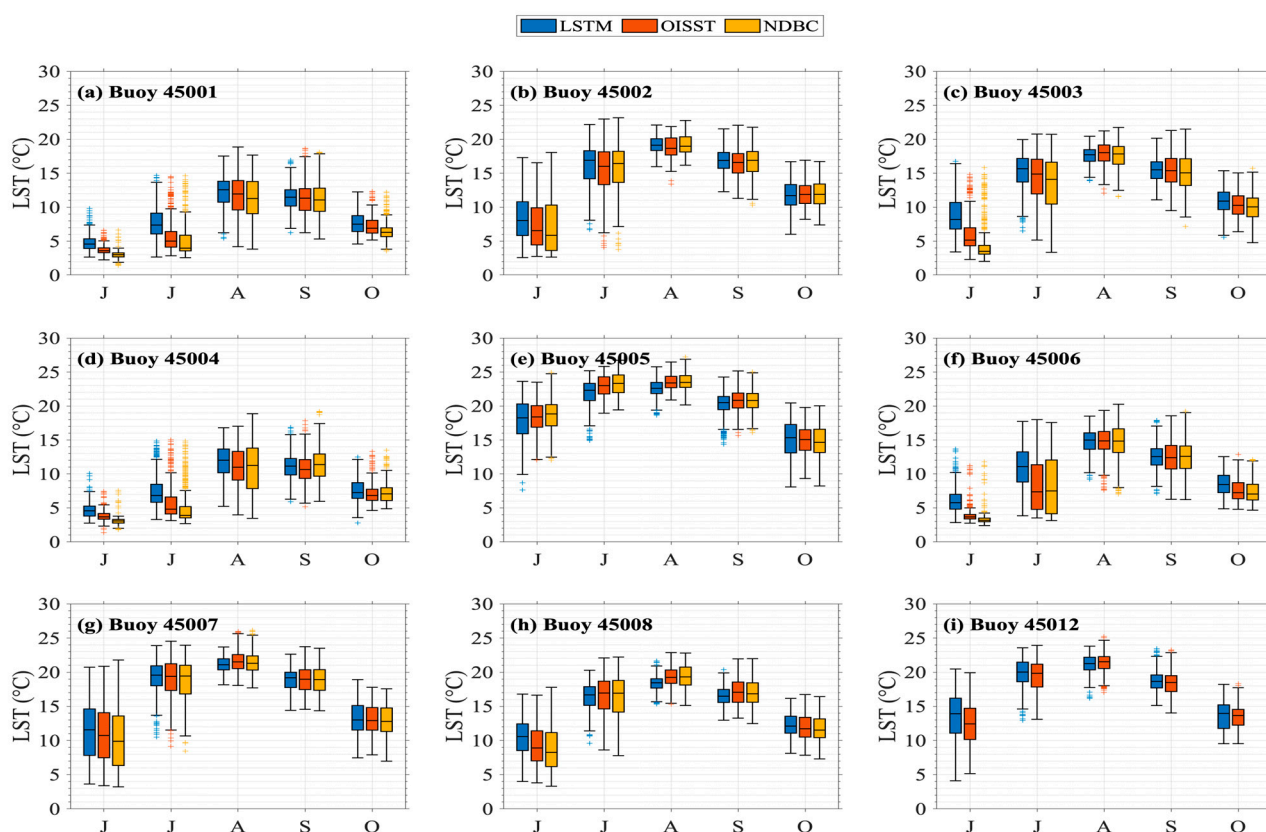 LSTM OISST NDBC
(a) Buoy 45001
LST (°C)
30
25
20
15
10
5
0
J J A S O
(b) Buoy 45002
LST (°C)
30
25
20
15
10
5
0
J J A S O
(c) Buoy 45003
LST (°C)
30
25
20
15
10
5
0
J J A S O
(d) Buoy 45004
LST (°C)
30
25
20
15
10
5
0
J J A S O
(e) Buoy 45005
LST (°C)
30
25
20
15
10
5
0
J J A S O
(f) Buoy 45006
LST (°C)
30
25
20
15
10
5
0
J J A S O
(g) Buoy 45007
LST (°C)
30
25
20
15
10
5
0
J J A S O
(h) Buoy 45008
LST (°C)
30
25
20
15
10
5
0
J J A S O
(i) Buoy 45012
LST (°C)
30
25
20
15
10
5
0
J J A S O